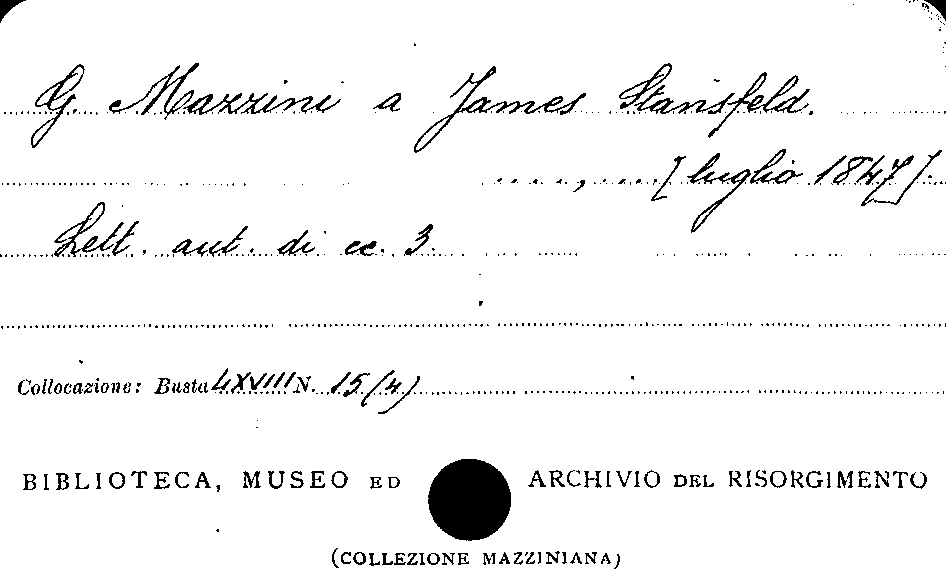 G. Mazzini a James Stansfeld.
...., ....[luglio 1847].
Lett. aut. di cc. 3.
Collocazione: Busta LXVIII N. 15(4)
BIBLIOTECA, MUSEO ED ARCHIVIO DEL RISORGIMENTO
(COLLEZIONE MAZZINIANA)